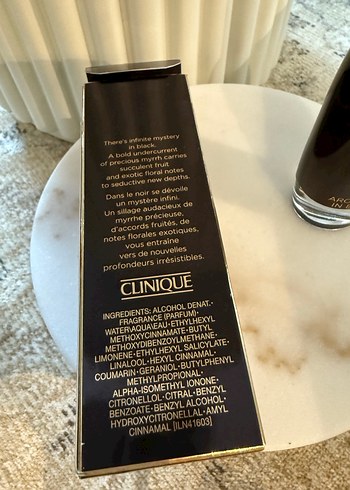 There's infinite mystery
in black.
A bold undercurrent
of precious myrrh carries
succulent fruit
and exotic floral notes
to seductive new depths.
Dans le noir se dévoile
un mystère infini.
Un sillage audacieux de
myrrhe précieuse,
d'accords fruités, de
notes florales exotiques,
vous entraîne
vers de nouvelles
profondeurs irrésistibles.
CLINIQUE
INGREDIENTS: ALCOHOL DENAT.•
FRAGRANCE (PARFUM)•
WATER\AQUA\EAU•ETHYLHEXYL
METHOXYCINNAMATE•BUTYL
METHOXYDIBENZOYLMETHANE•
LIMONENE•ETHYLHEXYL SALICYLATE•
LINALOOL•HEXYL CINNAMAL•
COUMARIN•GERANIOL•BUTYLPHENYL
METHYLPROPIONAL•
ALPHA-ISOMETHYL IONONE•
CITRONELLOL•CITRAL•BENZYL
BENZOATE•BENZYL ALCOHOL•
HYDROXYCITRONELLAL•AMYL
CINNAMAL [ILN41603]
ARO
IN E